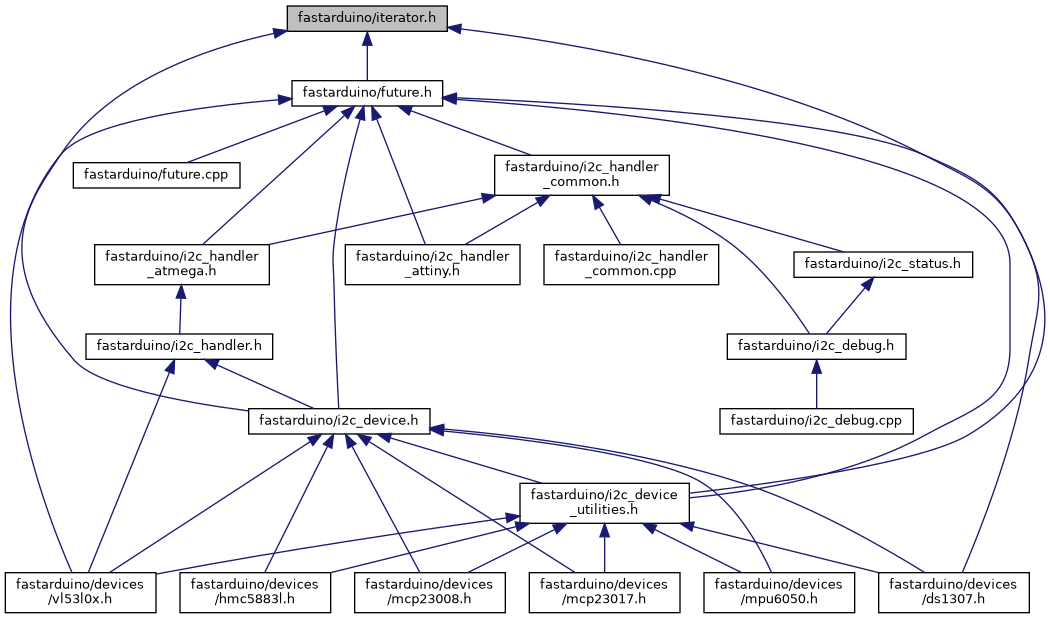 fastarduino/iterator.h
fastarduino/future.h
fastarduino/future.cpp
fastarduino/i2c_handler
_common.h
fastarduino/i2c_handler
_atmega.h
fastarduino/i2c_handler
_attiny.h
fastarduino/i2c_handler
_common.cpp
fastarduino/i2c_status.h
fastarduino/i2c_handler.h
fastarduino/i2c_debug.h
fastarduino/i2c_device.h
fastarduino/i2c_debug.cpp
fastarduino/i2c_device
_utilities.h
fastarduino/devices
/vl53l0x.h
fastarduino/devices
/hmc5883l.h
fastarduino/devices
/mcp23008.h
fastarduino/devices
/mcp23017.h
fastarduino/devices
/mpu6050.h
fastarduino/devices
/ds1307.h